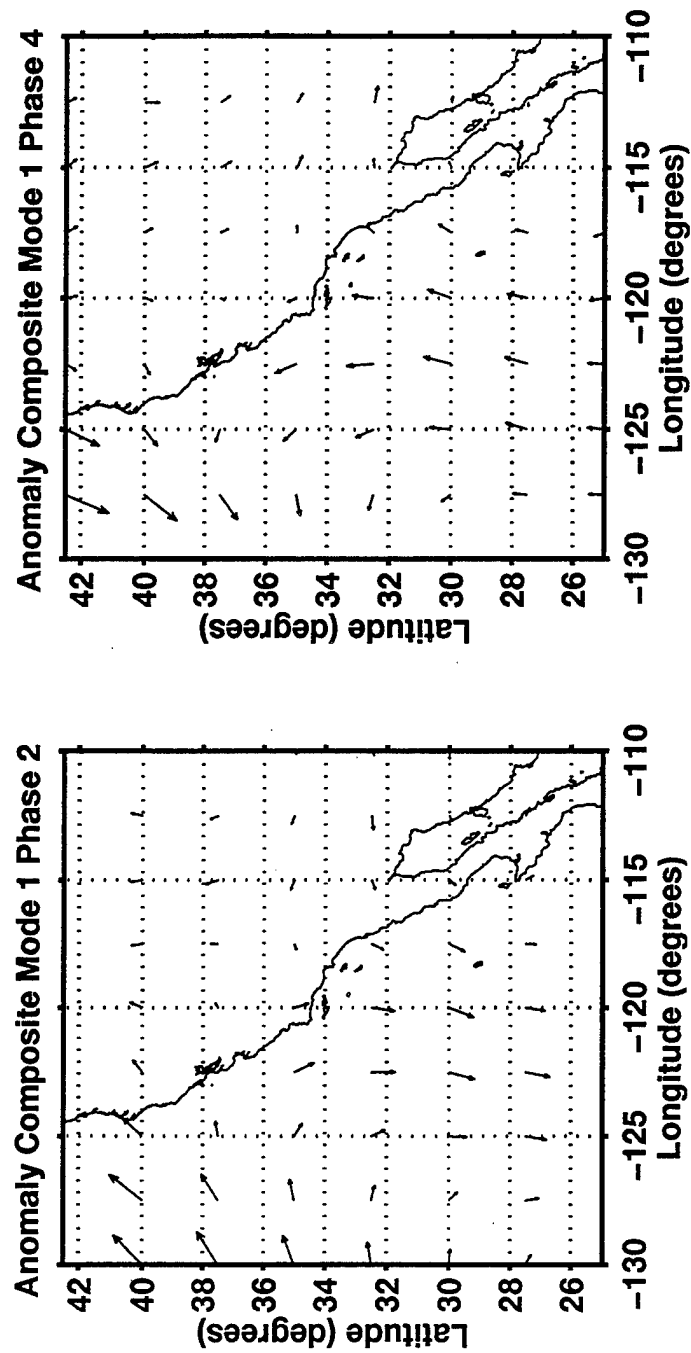 Anomaly Composite Mode 1 Phase 2
42
40
38
36
34
32
30
28
26
Latitude (degrees)
−130 −125 −120 −115 −110
Longitude (degrees)
Anomaly Composite Mode 1 Phase 4
42
40
38
36
34
32
30
28
26
Latitude (degrees)
−130 −125 −120 −115 −110
Longitude (degrees)